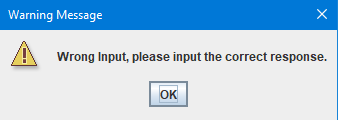 Warning Message
Wrong Input, please input the correct response.
OK